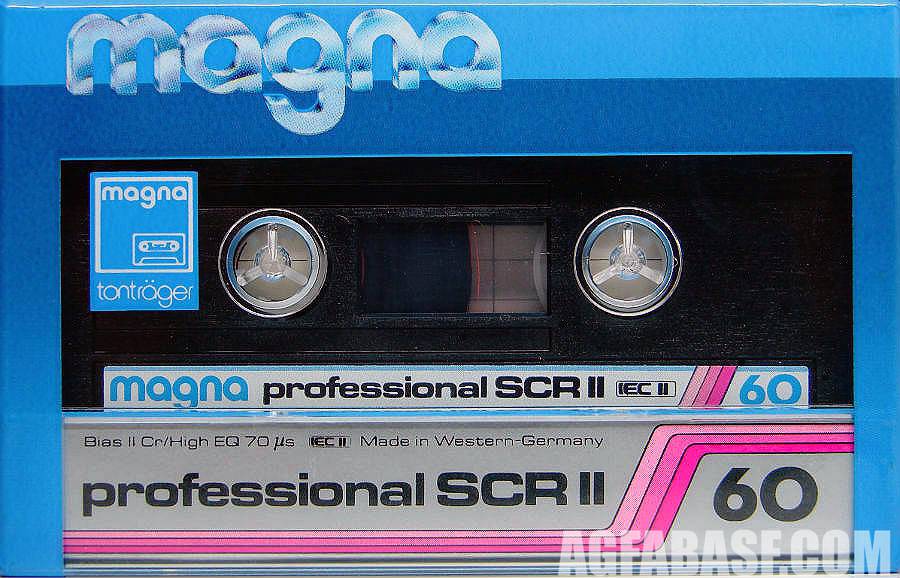 magna
magna
tonträger
magna professional SCR II IEC II 60
Bias II Cr/High EQ 70 µs IEC II Made in Western-Germany
professional SCR II 60
AGFABASE.COM